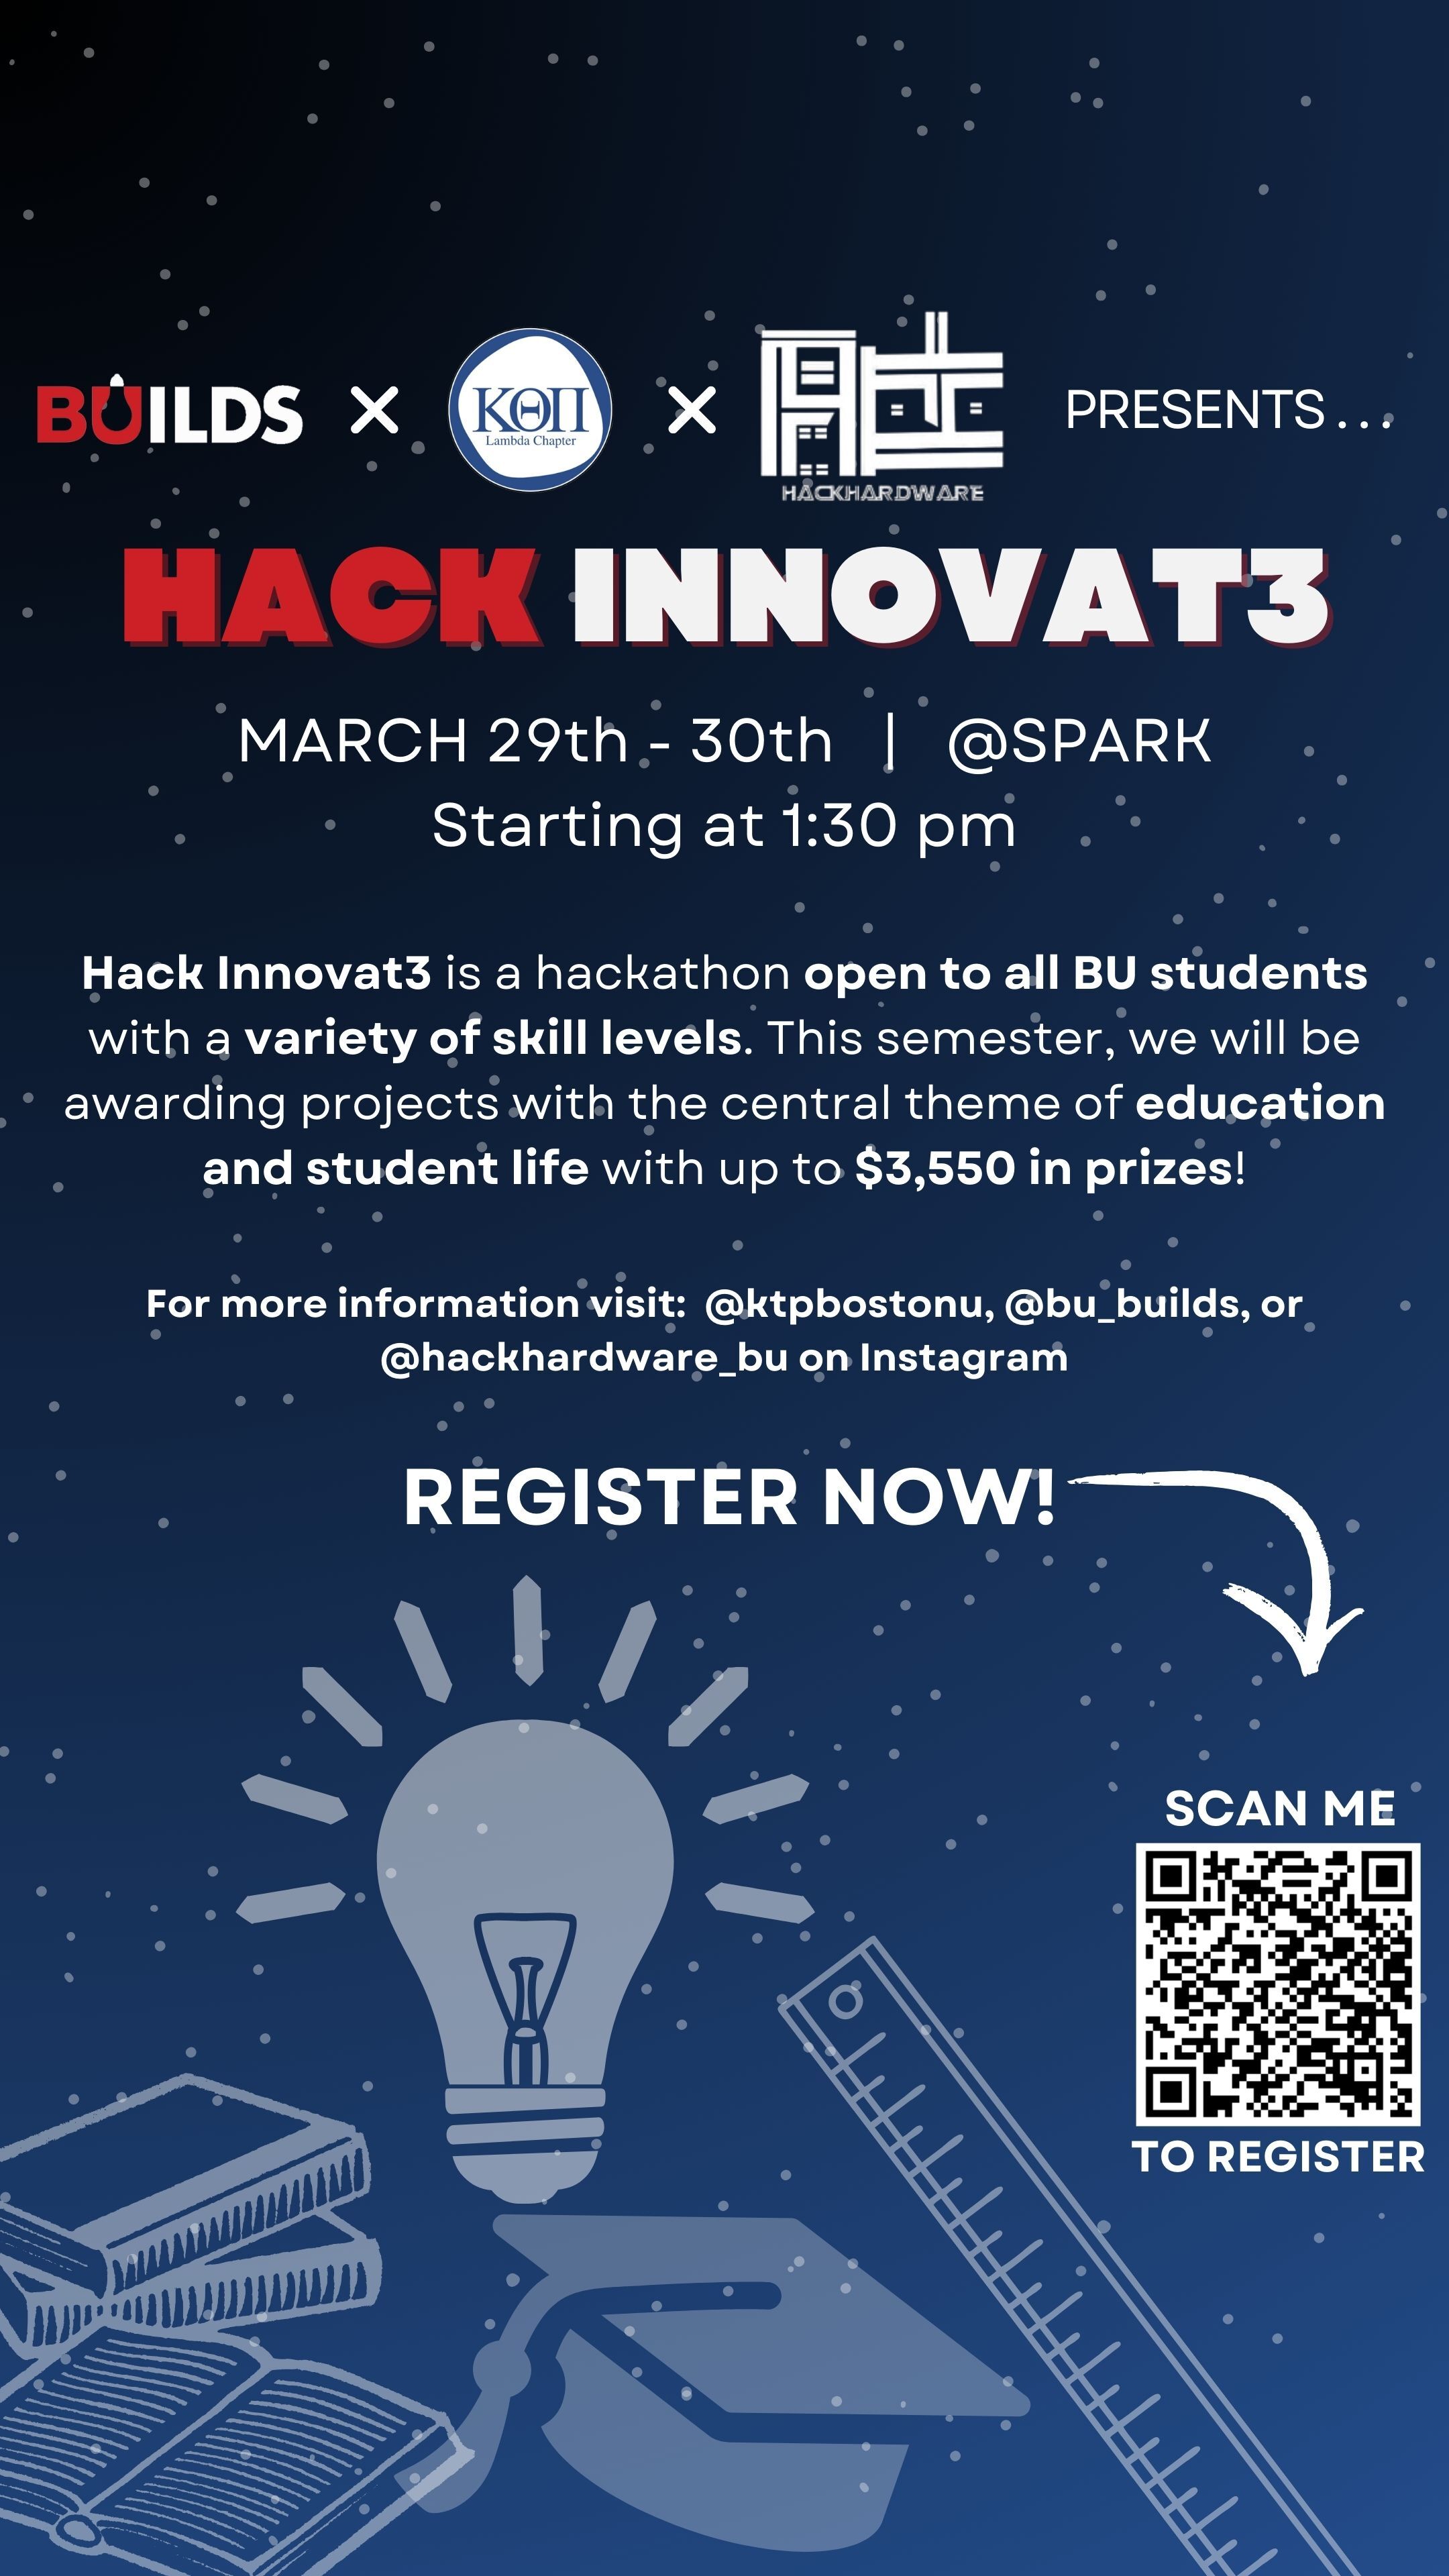 BUILDS × ΚΘΠ Lambda Chapter × HACKHARDWARE PRESENTS...
HACK INNOVAT3
MARCH 29th - 30th | @SPARK
Starting at 1:30 pm
Hack Innovat3 is a hackathon open to all BU students
with a variety of skill levels. This semester, we will be
awarding projects with the central theme of education
and student life with up to $3,550 in prizes!
For more information visit: @ktpbostonu, @bu_builds, or
@hackhardware_bu on Instagram
REGISTER NOW!
SCAN ME
TO REGISTER